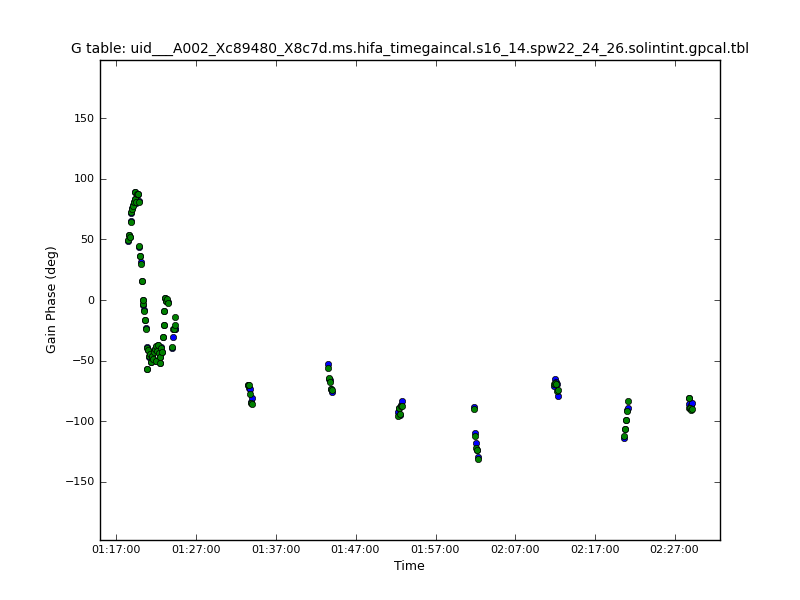 G table: uid___A002_Xc89480_X8c7d.ms.hifa_timegaincal.s16_14.spw22_24_26.solintint.gpcal.tbl
150
100
50
0
−50
−100
−150
Gain Phase (deg)
01:17:00 01:27:00 01:37:00 01:47:00 01:57:00 02:07:00 02:17:00 02:27:00
Time